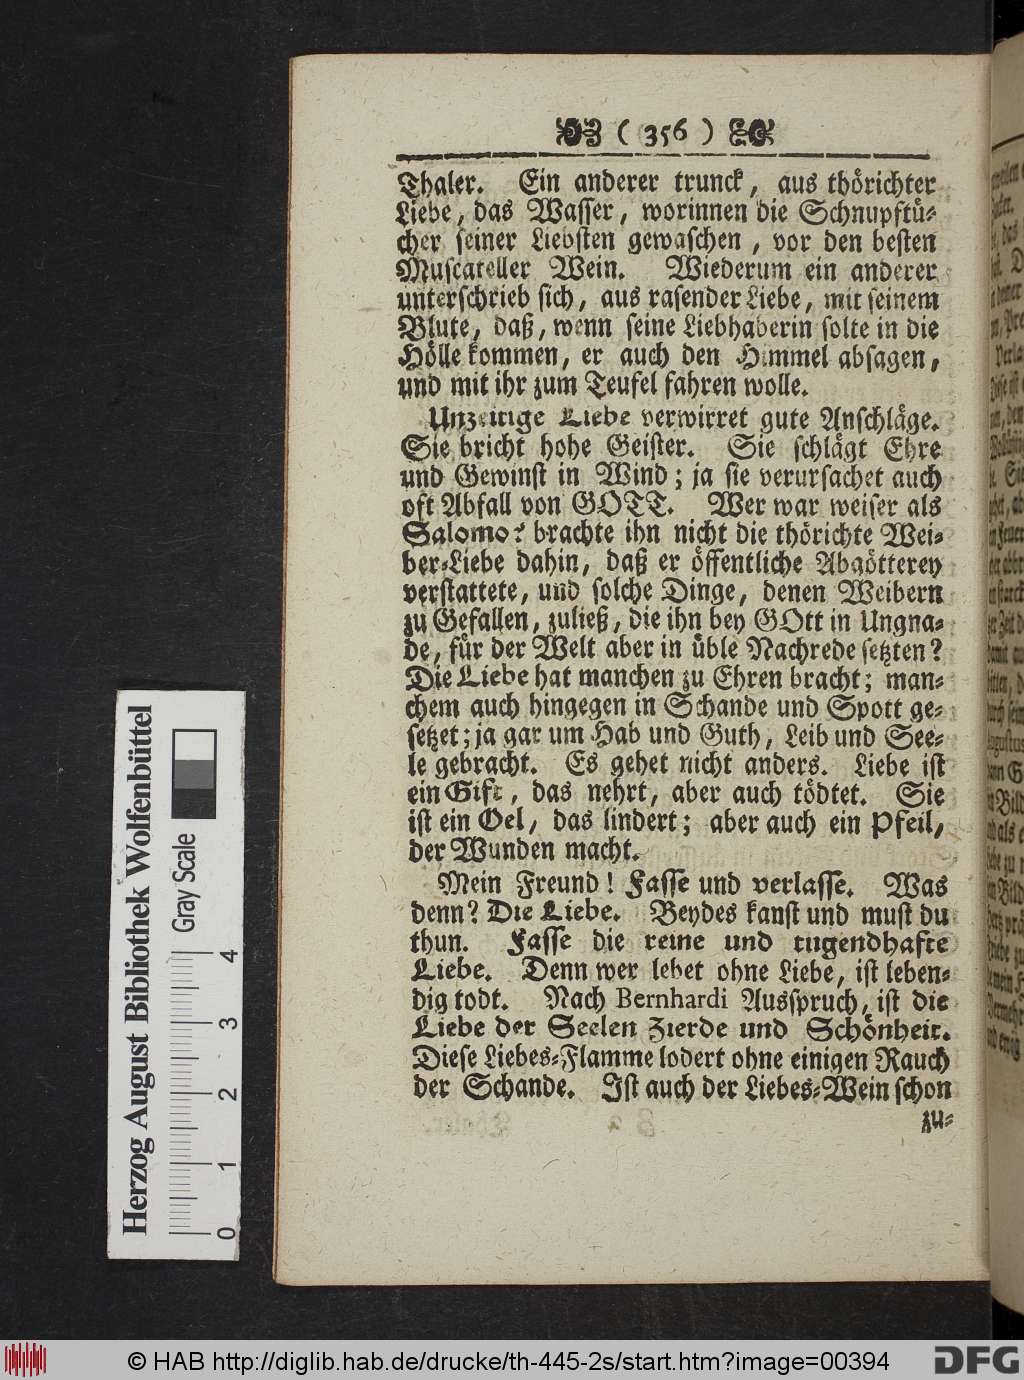 ( 356 )
Thaler. Ein anderer trunck, aus thörichter
Liebe, das Wasser, worinnen die Schnupftü-
cher seiner Liebsten gewaschen, vor den besten
Muscateller Wein. Wiederum ein anderer
unterschrieb sich, aus rasender Liebe, mit seinem
Blute, daß, wenn seine Liebhaberin solte in die
Hölle kommen, er auch den Himmel absagen,
und mit ihr zum Teufel fahren wolle.
Unzeitige Liebe verwirret gute Anschläge.
Sie bricht hohe Geister. Sie schlägt Ehre
und Gewinst in Wind; ja sie verursachet auch
oft Abfall von GOTT. Wer war weiser als
Salomo? brachte ihn nicht die thörichte Wei-
ber-Liebe dahin, daß er öffentliche Abgötterey
verstattete, und solche Dinge, denen Weibern
zu Gefallen, zuließ, die ihn bey GOtt in Ungna-
de, für der Welt aber in üble Nachrede setzten?
Die Liebe hat manchen zu Ehren bracht; man-
chem auch hingegen in Schande und Spott ge-
setzet; ja gar um Hab und Guth, Leib und See-
le gebracht. Es gehet nicht anders. Liebe ist
ein Gift, das nehrt, aber auch tödtet. Sie
ist ein Oel, das lindert; aber auch ein Pfeil,
der Wunden macht.
Mein Freund! Fasse und verlasse. Was
denn? Die Liebe. Beydes kanst und must du
thun. Fasse die reine und tugendhafte
Liebe. Denn wer lebet ohne Liebe, ist leben-
dig todt. Nach Bernhardi Ausspruch, ist die
Liebe der Seelen Zierde und Schönheit.
Diese Liebes-Flamme lodert ohne einigen Rauch
der Schande. Ist auch der Liebes-Wein schon
zu-
Herzog August Bibliothek Wolfenbüttel
Gray Scale
0 1 2 3 4
© HAB http://diglib.hab.de/drucke/th-445-2s/start.htm?image=00394
DFG